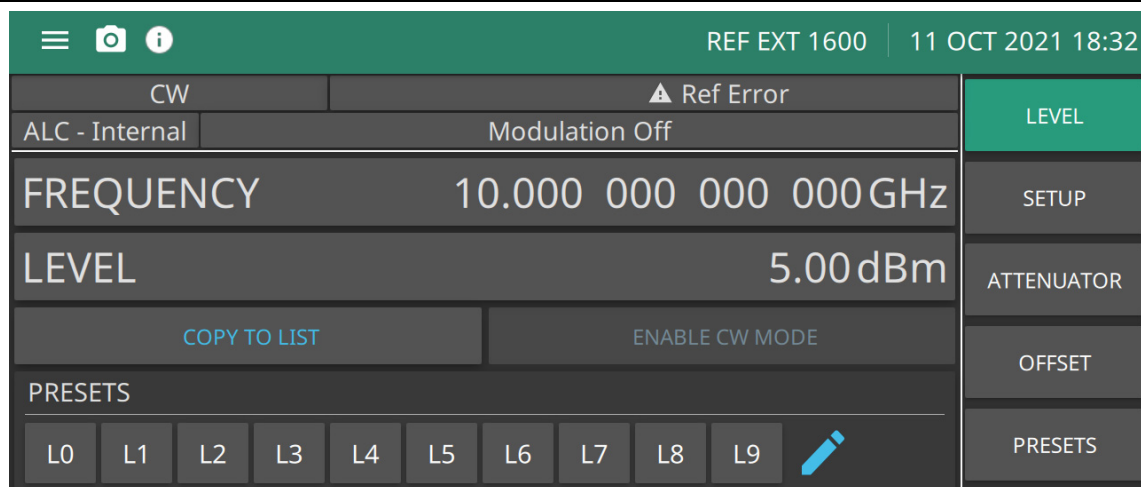 REF EXT 1600 11 OCT 2021 18:32
CW Ref Error
ALC - Internal Modulation Off
FREQUENCY 10.000 000 000 000 GHz
LEVEL 5.00 dBm
COPY TO LIST ENABLE CW MODE
PRESETS
L0 L1 L2 L3 L4 L5 L6 L7 L8 L9
LEVEL
SETUP
ATTENUATOR
OFFSET
PRESETS